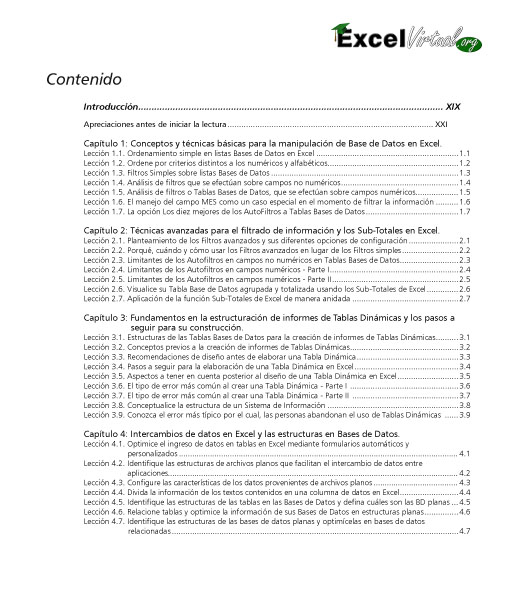 Excel Virtual .org
Contenido
Introducción.......................................................................................................... XIX
Apreciaciones antes de iniciar la lectura........................................................................................ XXI
Capítulo 1: Conceptos y técnicas básicas para la manipulación de Base de Datos en Excel.
Lección 1.1. Ordenamiento simple en listas Bases de Datos en Excel ............................................................1.1
Lección 1.2. Ordene por criterios distintos a los numéricos y alfabéticos.......................................................1.2
Lección 1.3. Filtros Simples sobre listas Bases de Datos ................................................................................1.3
Lección 1.4. Análisis de filtros que se efectúan sobre campos no numéricos..................................................1.4
Lección 1.5. Análisis de filtros o Tablas Bases de Datos, que se efectúan sobre campos numéricos..................1.5
Lección 1.6. El manejo del campo MES como un caso especial en el momento de filtrar la información ..........1.6
Lección 1.7. La opción Los diez mejores de los AutoFiltros a Tablas Bases de Datos........................................1.7
Capítulo 2: Técnicas avanzadas para el filtrado de información y los Sub-Totales en Excel.
Lección 2.1. Planteamiento de los Filtros avanzados y sus diferentes opciones de configuración ......................2.1
Lección 2.2. Porqué, cuándo y cómo usar los Filtros avanzados en lugar de los Filtros simples.........................2.2
Lección 2.3. Limitantes de los Autofiltros en campos no numéricos en Tablas Bases de Datos.........................2.3
Lección 2.4. Limitantes de los Autofiltros en campos numéricos - Parte I......................................................2.4
Lección 2.5. Limitantes de los Autofiltros en campos numéricos - Parte II.....................................................2.5
Lección 2.6. Visualice su Tabla Base de Datos agrupada y totalizada usando los Sub-Totales de Excel..............2.6
Lección 2.7. Aplicación de la función Sub-Totales de Excel de manera anidada ..............................................2.7
Capítulo 3: Fundamentos en la estructuración de informes de Tablas Dinámicas y los pasos a
seguir para su construcción.
Lección 3.1. Estructuras de las Tablas Bases de Datos para la creación de informes de Tablas Dinámicas..........3.1
Lección 3.2. Conceptos previos a la creación de informes de Tablas Dinámicas..............................................3.2
Lección 3.3. Recomendaciones de diseño antes de elaborar una Tabla Dinámica............................................3.3
Lección 3.4. Pasos a seguir para la elaboración de una Tabla Dinámica en Excel.............................................3.4
Lección 3.5. Aspectos a tener en cuenta posterior al diseño de una Tabla Dinámica en Excel..........................3.5
Lección 3.6. El tipo de error más común al crear una Tabla Dinámica - Parte I ..............................................3.6
Lección 3.7. El tipo de error más común al crear una Tabla Dinámica - Parte II .............................................3.7
Lección 3.8. Conceptualice la estructura de un Sistema de Información .......................................................3.8
Lección 3.9. Conozca el error más típico por el cual, las personas abandonan el uso de Tablas Dinámicas ......3.9
Capítulo 4: Intercambios de datos en Excel y las estructuras en Bases de Datos.
Lección 4.1. Optimice el ingreso de datos en tablas en Excel mediante formularios automáticos y
personalizados ......................................................................................................................4.1
Lección 4.2. Identifique las estructuras de archivos planos que facilitan el intercambio de datos entre
aplicaciones..........................................................................................................................4.2
Lección 4.3. Configure las características de los datos provenientes de archivos planos ..................................4.3
Lección 4.4. Divida la información de los textos contenidos en una columna de datos en Excel.........................4.4
Lección 4.5. Identifique las estructuras de las tablas en las Bases de Datos y defina cuáles son las BD planas ...4.5
Lección 4.6. Relacione tablas y optimice la información de sus Bases de Datos en estructuras planas...............4.6
Lección 4.7. Identifique las estructuras de las bases de datos planas y optimícelas en bases de datos
relacionadas.........................................................................................................................4.7